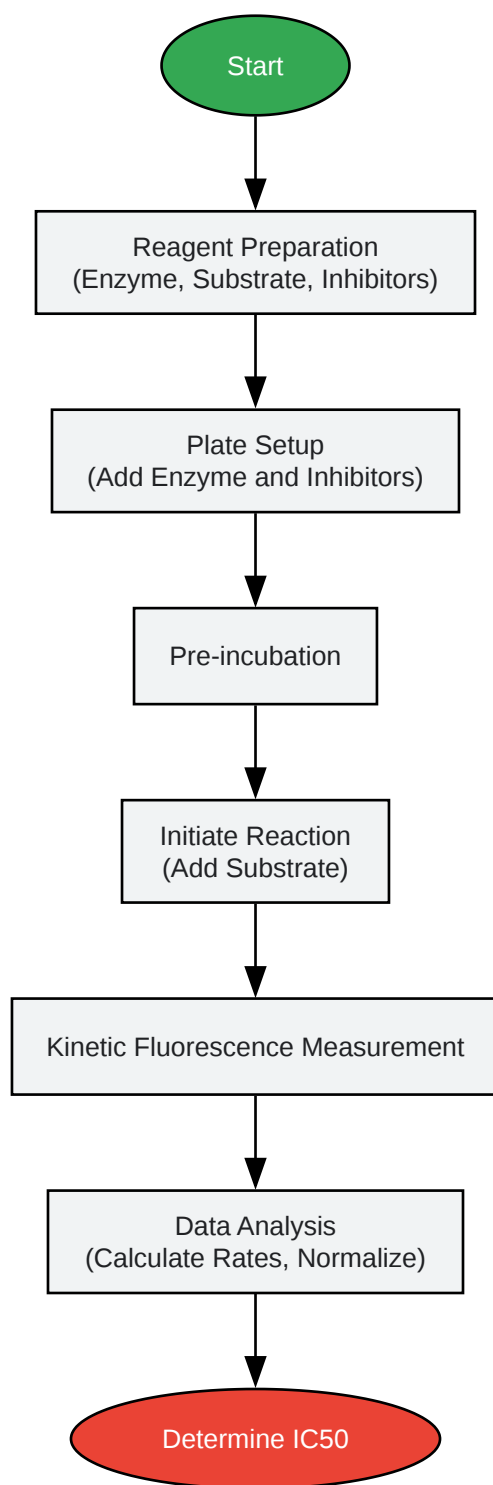 Start
Reagent Preparation
(Enzyme, Substrate, Inhibitors)
Plate Setup
(Add Enzyme and Inhibitors)
Pre-incubation
Initiate Reaction
(Add Substrate)
Kinetic Fluorescence Measurement
Data Analysis
(Calculate Rates, Normalize)
Determine IC50